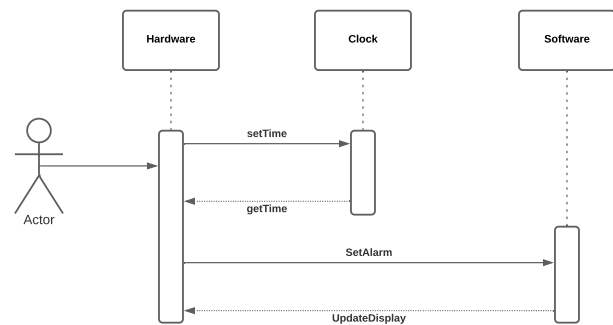 Hardware
Clock
Software
setTime
Actor
getTime
SetAlarm
UpdateDisplay